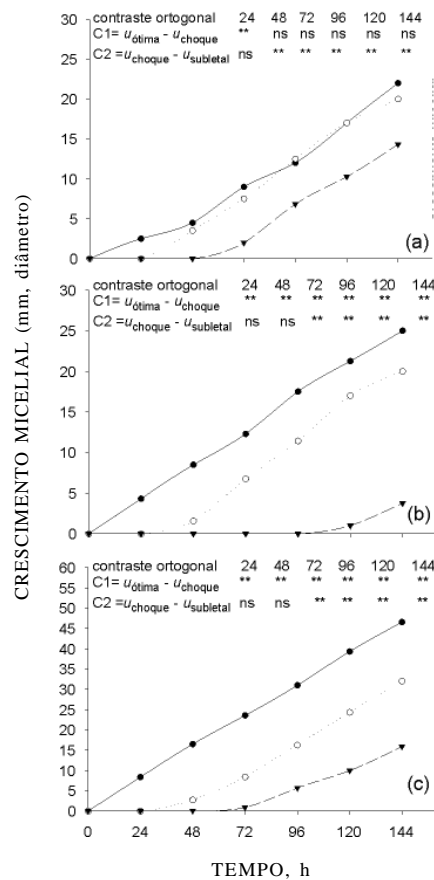 CRESCIMENTO MICELIAL (mm, diâmetro)
30
25
20
15
10
5
0
contraste ortogonal 24 48 72 96 120 144
C1= uótima - uchoque ** ns ns ns ns ns
C2= uchoque - usubletal ns ** ** ** ** **
(a)
30
25
20
15
10
5
0
contraste ortogonal 24 48 72 96 120 144
C1= uótima - uchoque ** ** ** ** ** **
C2 =uchoque - usubletal ns ns ** ** ** **
(b)
60
55
50
45
40
35
30
25
20
15
10
5
0
contraste ortogonal 24 48 72 96 120 144
C1= uótima - uchoque ** ** ** ** ** **
C2 =uchoque - usubletal ns ns ** ** ** **
(c)
0 24 48 72 96 120 144
TEMPO, h